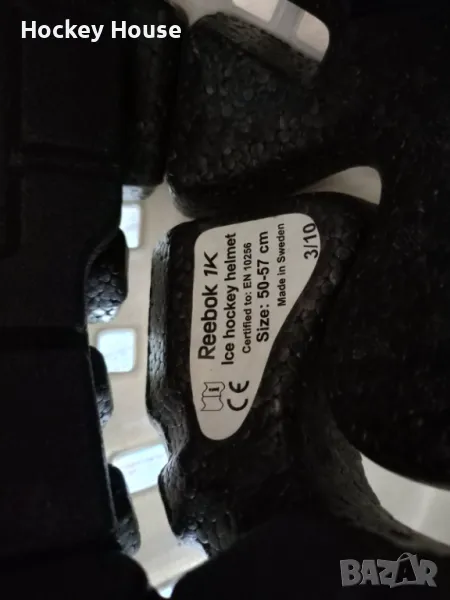 Hockey House
Reebok 1K
Ice hockey helmet
Certified to: EN 10256
Size: 50-57 cm
Made in Sweden
3/10
i
CE
BAZAR